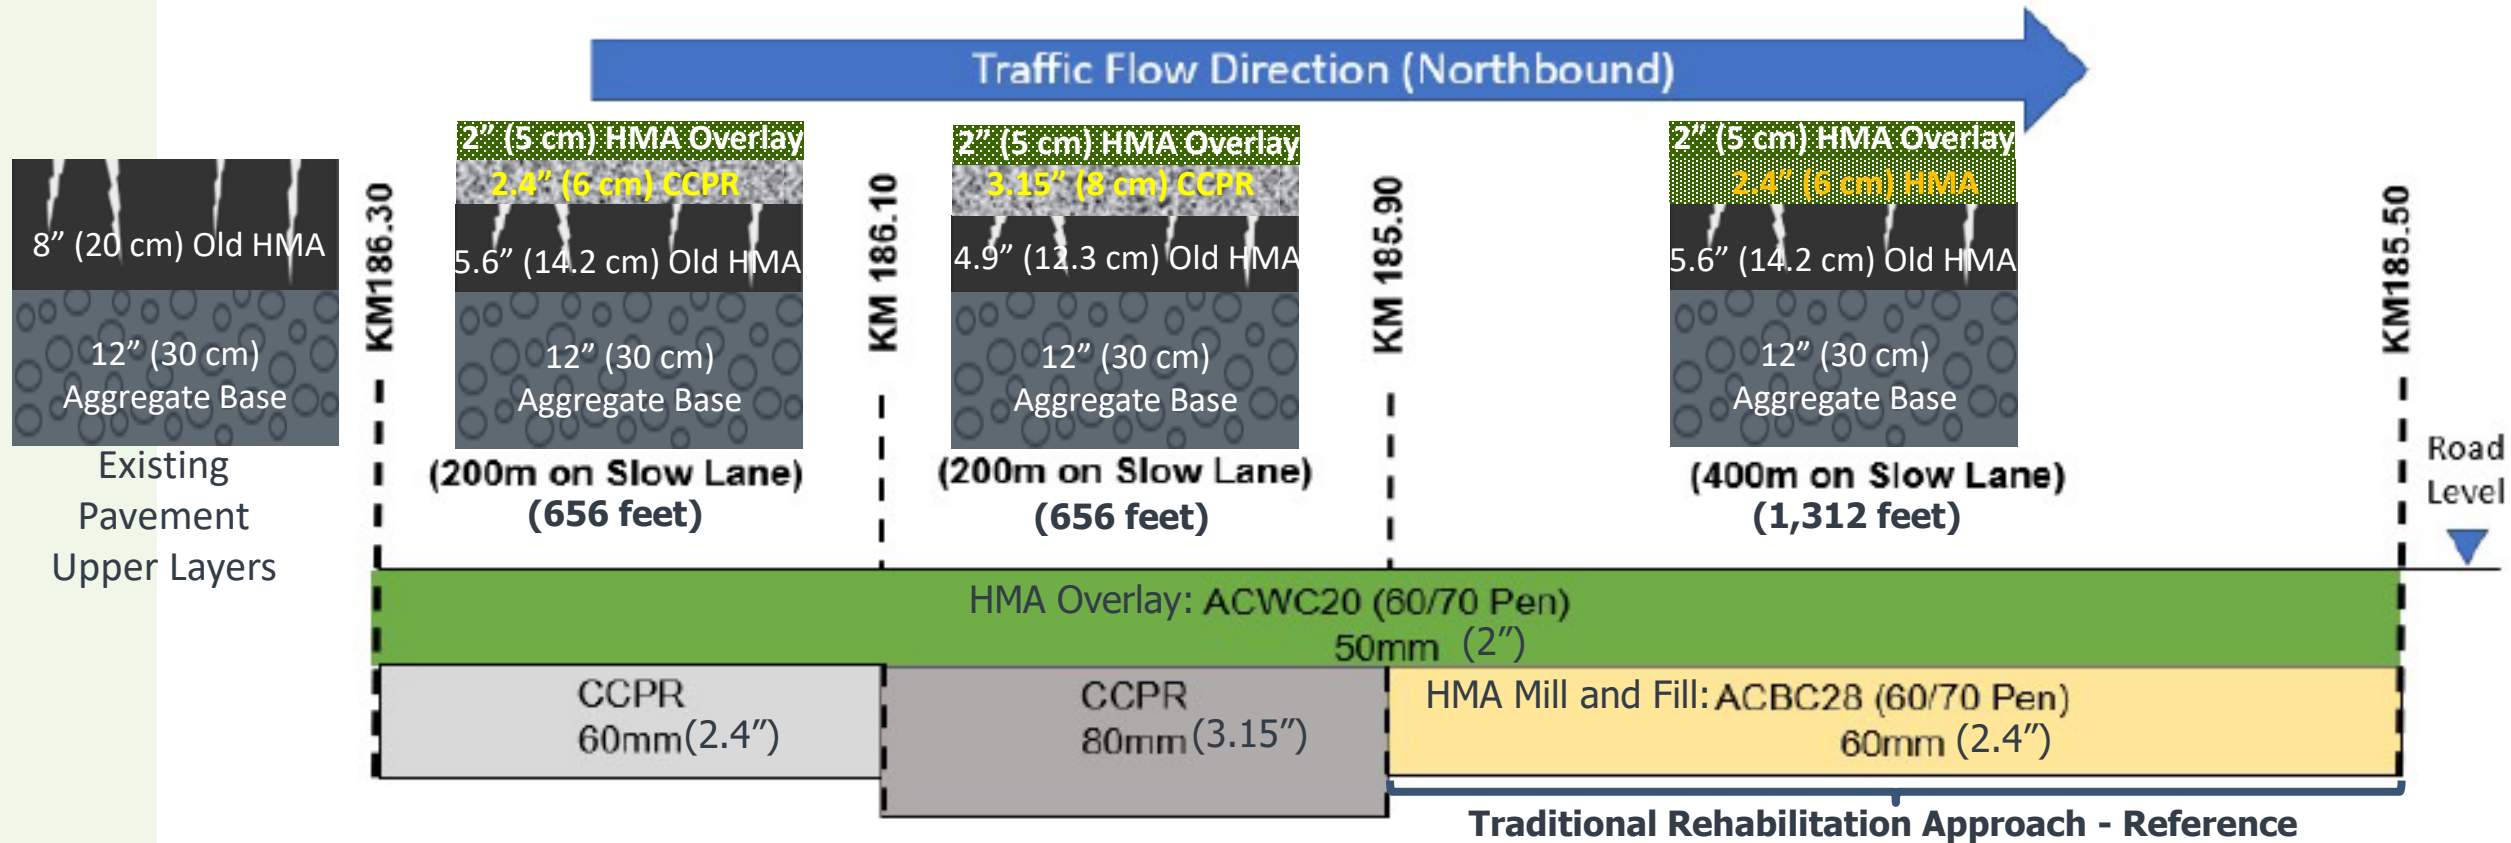 Traffic Flow Direction (Northbound)
8” (20 cm) Old HMA
12” (30 cm)
Aggregate Base
Existing
Pavement
Upper Layers
KM186.30
2” (5 cm) HMA Overlay
2.4” (6 cm) CCPR
5.6” (14.2 cm) Old HMA
12” (30 cm)
Aggregate Base
(200m on Slow Lane)
(656 feet)
KM 186.10
2” (5 cm) HMA Overlay
3.15” (8 cm) CCPR
4.9” (12.3 cm) Old HMA
12” (30 cm)
Aggregate Base
(200m on Slow Lane)
(656 feet)
KM 185.90
2” (5 cm) HMA Overlay
2.4” (6 cm) HMA
5.6” (14.2 cm) Old HMA
12” (30 cm)
Aggregate Base
(400m on Slow Lane)
(1,312 feet)
KM185.50
Road
Level
HMA Overlay: ACWC20 (60/70 Pen)
50mm (2”)
CCPR
60mm (2.4”)
CCPR
80mm (3.15”)
HMA Mill and Fill: ACBC28 (60/70 Pen)
60mm (2.4”)
Traditional Rehabilitation Approach - Reference